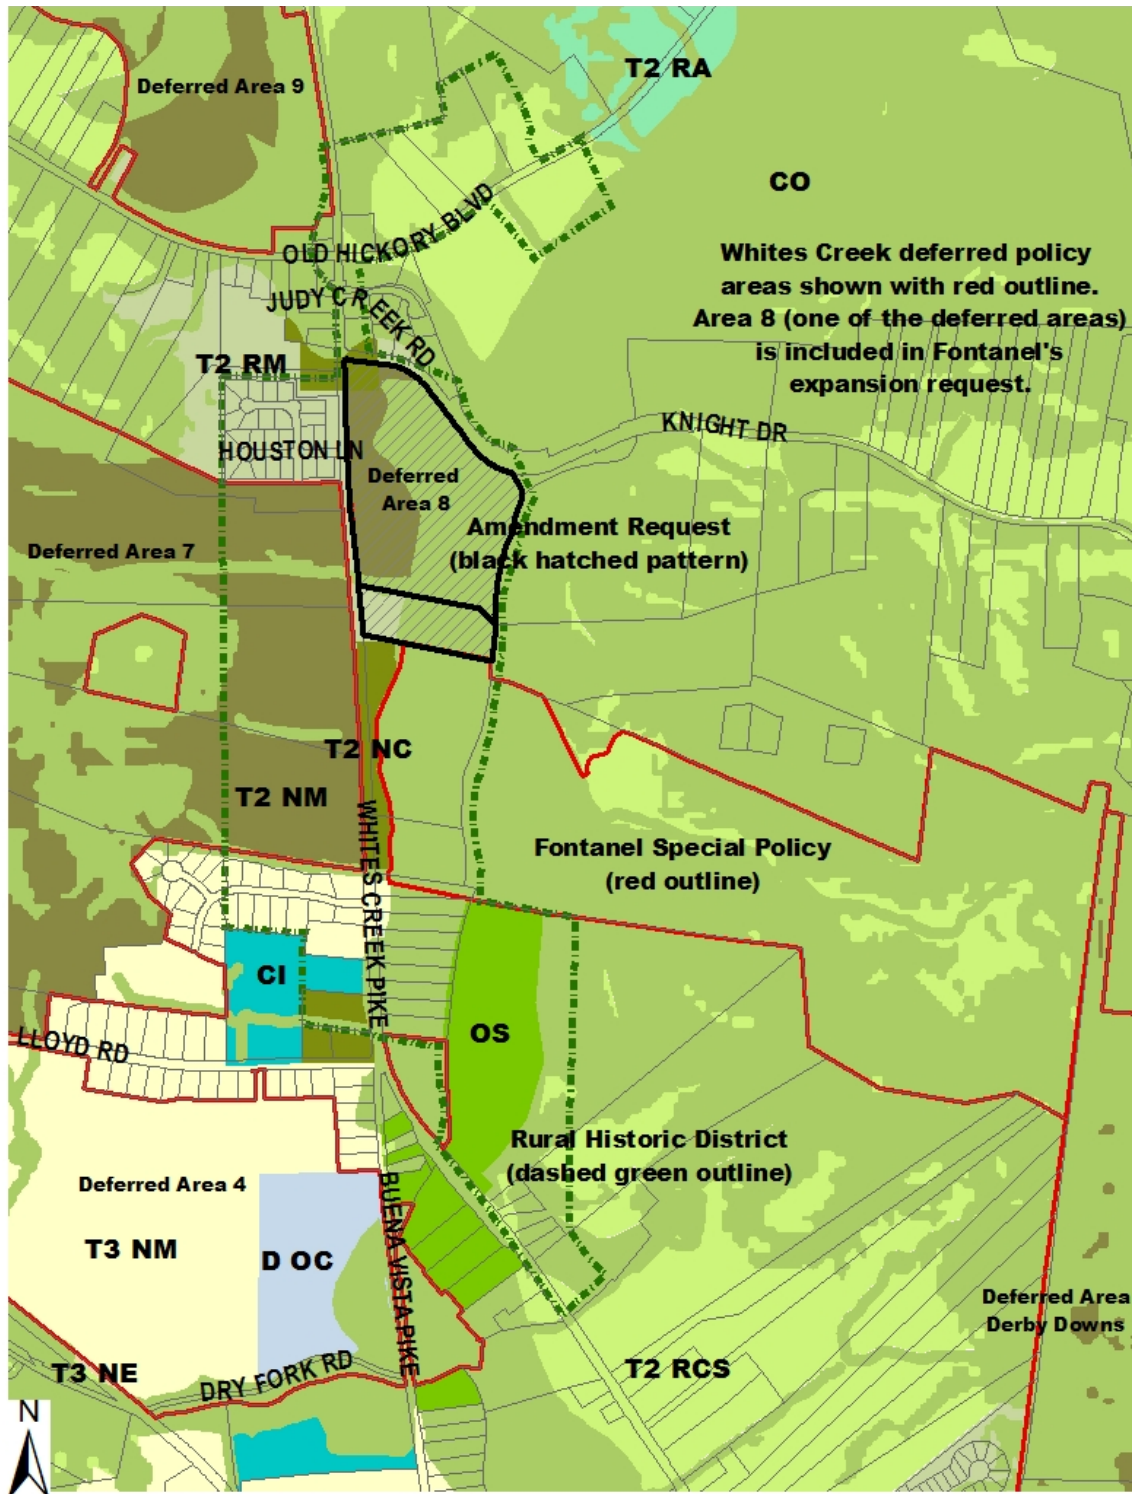 T2 RA
Deferred Area 9
CO
OLD HICKORY BLVD
Whites Creek deferred policy
areas shown with red outline.
Area 8 (one of the deferred areas)
is included in Fontanel's
expansion request.
JUDY CREEK RD
T2 RM
KNIGHT DR
HOUSTON LN
Deferred
Area 8
Amendment Request
(black hatched pattern)
Deferred Area 7
T2 NC
T2 NM
WHITES CREEK PIKE
Fontanel Special Policy
(red outline)
CI
OS
LLOYD RD
Rural Historic District
(dashed green outline)
Deferred Area 4
BUENA VISTA PIKE
T3 NM
D OC
Deferred Area
Derby Downs
T3 NE
DRY FORK RD
T2 RCS
N